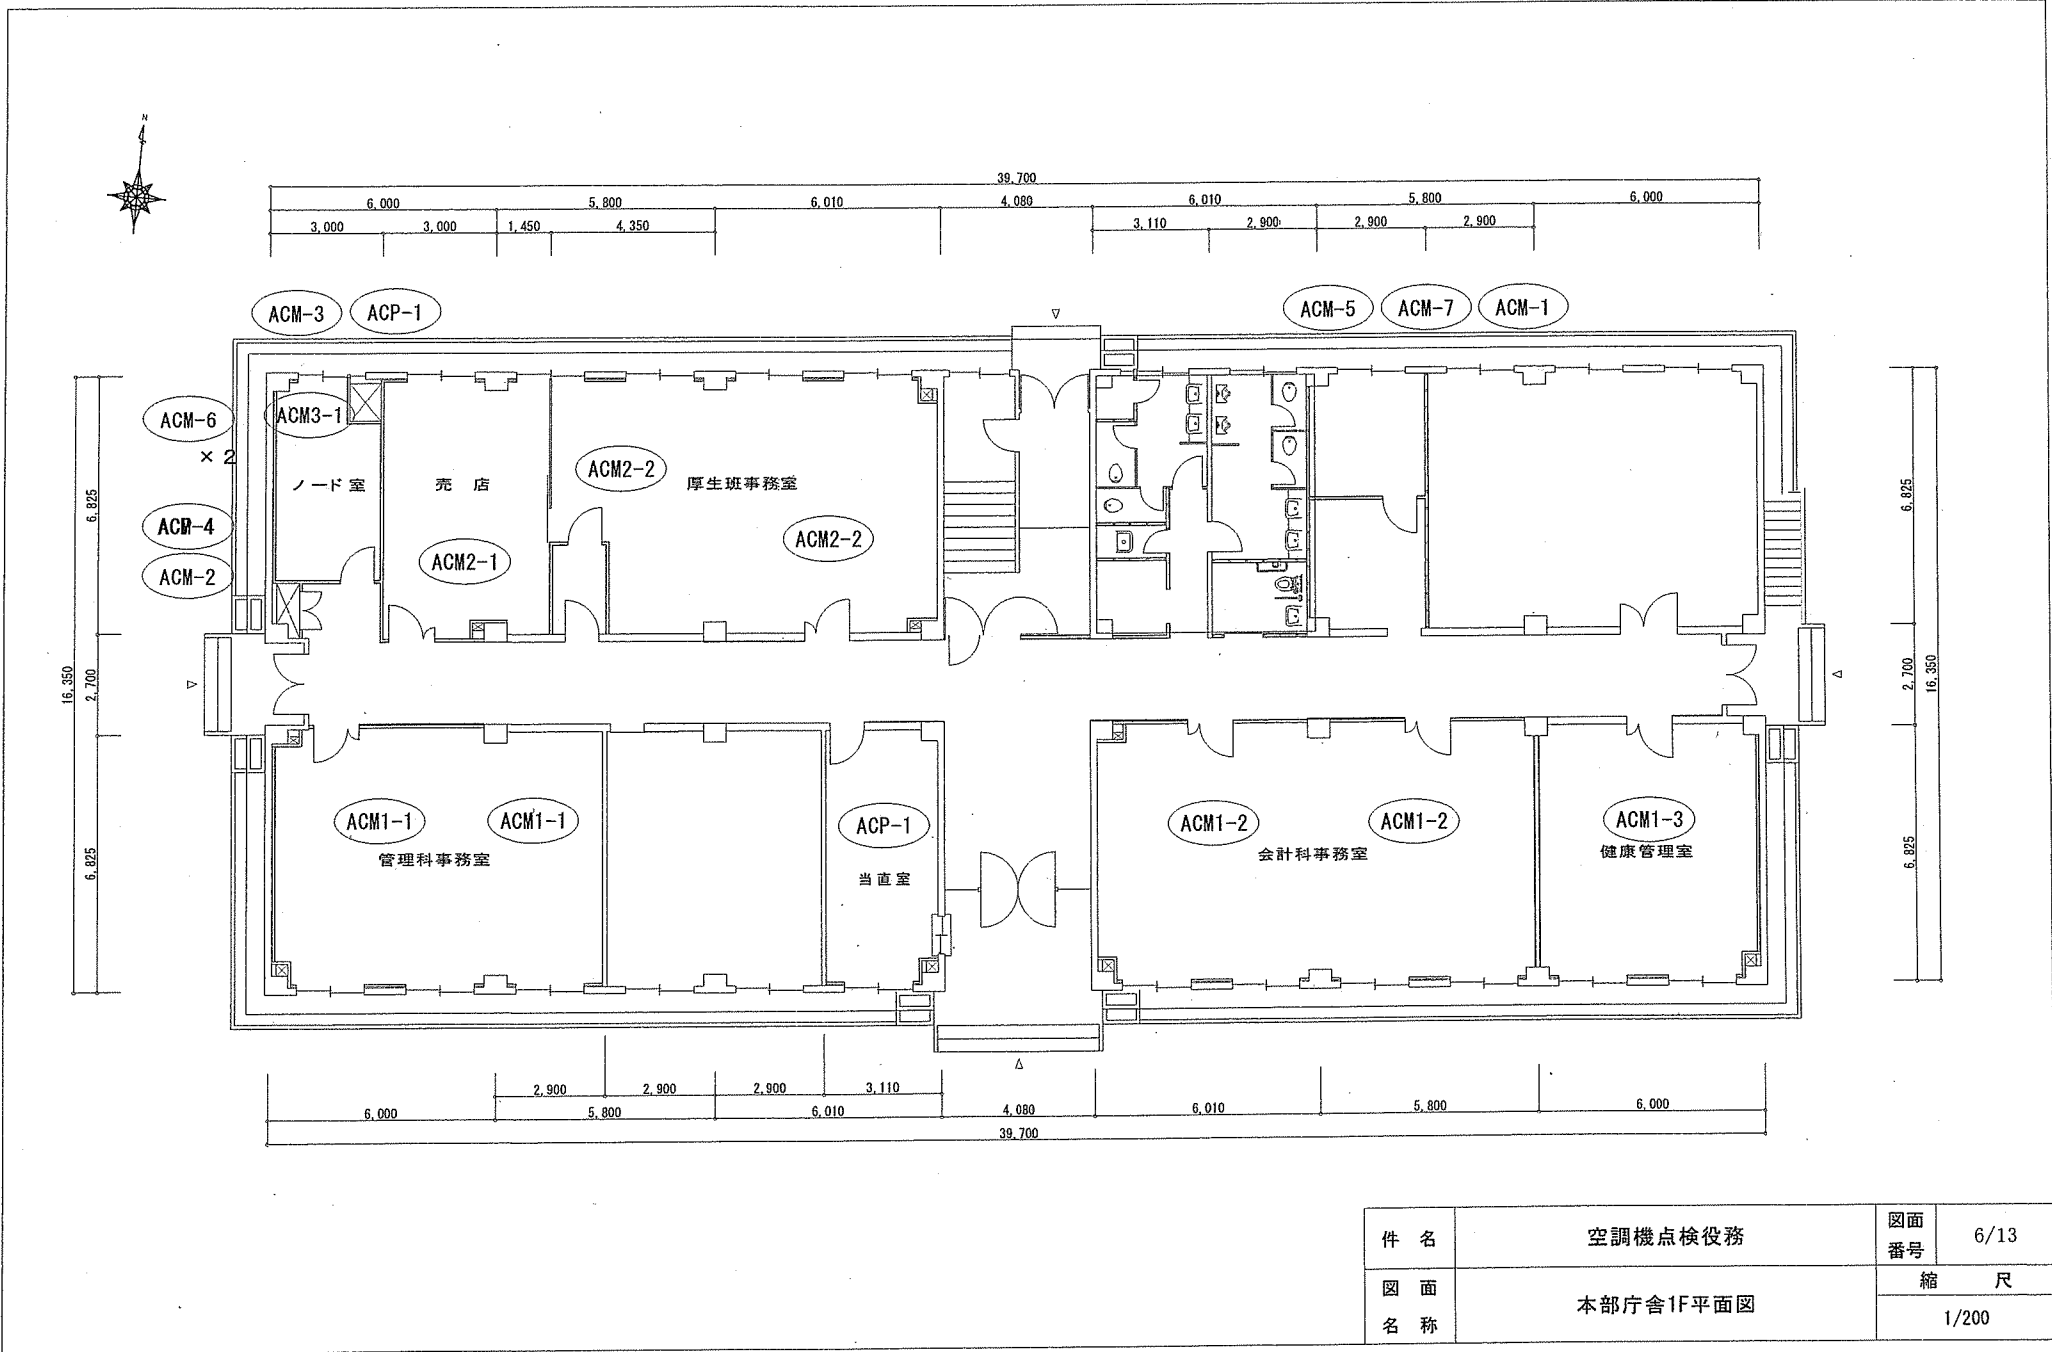 N
39,700
6,000 5,800 6,010 4,080 6,010 5,800 6,000
3,000 3,000 1,450 4,350 3,110 2,900 2,900 2,900
ACM-3 ACP-1 ACM-5 ACM-7 ACM-1
ACM-6 ACM3-1
× 2
ACM2-2
ノード室 売店 厚生班事務室
6,825 6,825
-4 ACM2-2
ACM2-1
ACM-2
16,350 2,700 2,700 16,350
ACM1-1 ACM1-1 ACP-1 ACM1-2 ACM1-2 ACM1-3
管理科事務室 会計科事務室 健康管理室
6,825 6,825
当直室
2,900 2,900 2,900 3,110
6,000 5,800 6,010 4,080 6,010 5,800 6,000
39,700
件名 空調機点検役務 図面番号 6/13
図面名称 本部庁舎1F平面図 縮尺
1/200